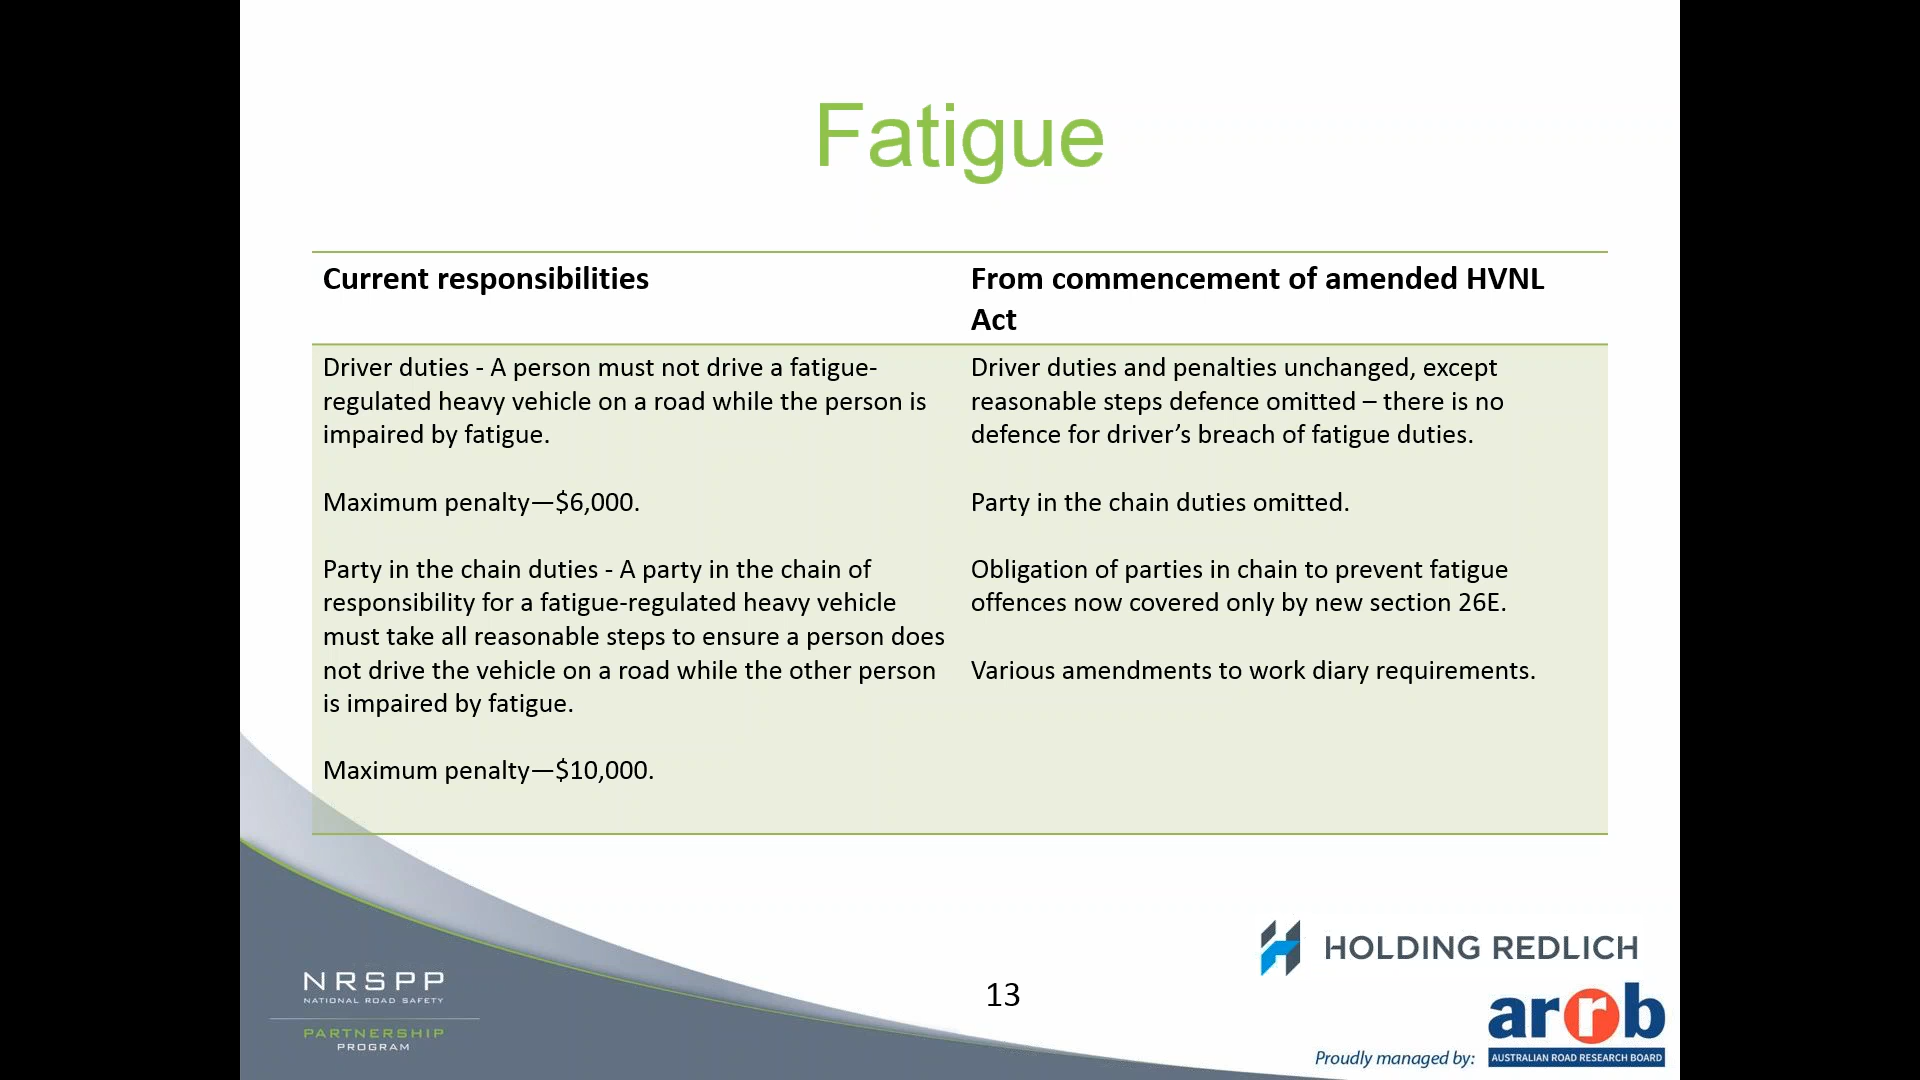 Fatigue
Current responsibilities
From commencement of amended HVNL
Act
Driver duties - A person must not drive a fatigue-
regulated heavy vehicle on a road while the person is
impaired by fatigue.
Maximum penalty—$6,000.
Party in the chain duties - A party in the chain of
responsibility for a fatigue-regulated heavy vehicle
must take all reasonable steps to ensure a person does
not drive the vehicle on a road while the other person
is impaired by fatigue.
Maximum penalty—$10,000.
Driver duties and penalties unchanged, except
reasonable steps defence omitted – there is no
defence for driver’s breach of fatigue duties.
Party in the chain duties omitted.
Obligation of parties in chain to prevent fatigue
offences now covered only by new section 26E.
Various amendments to work diary requirements.
NRSPP
NATIONAL ROAD SAFETY
PARTNERSHIP
PROGRAM
13
HOLDING REDLICH
Proudly managed by:
arrb
AUSTRALIAN ROAD RESEARCH BOARD